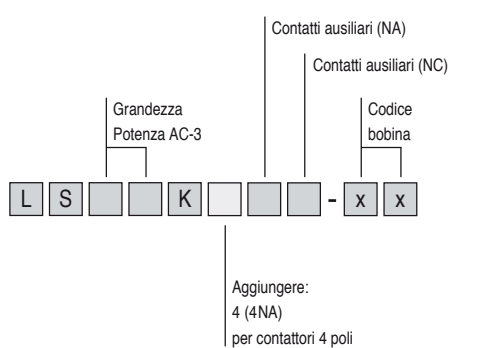 Contatti ausiliari (NA)
Contatti ausiliari (NC)
Grandezza
Potenza AC-3
Codice
bobina
L S K - x x
Aggiungere:
4 (4NA)
per contattori 4 poli